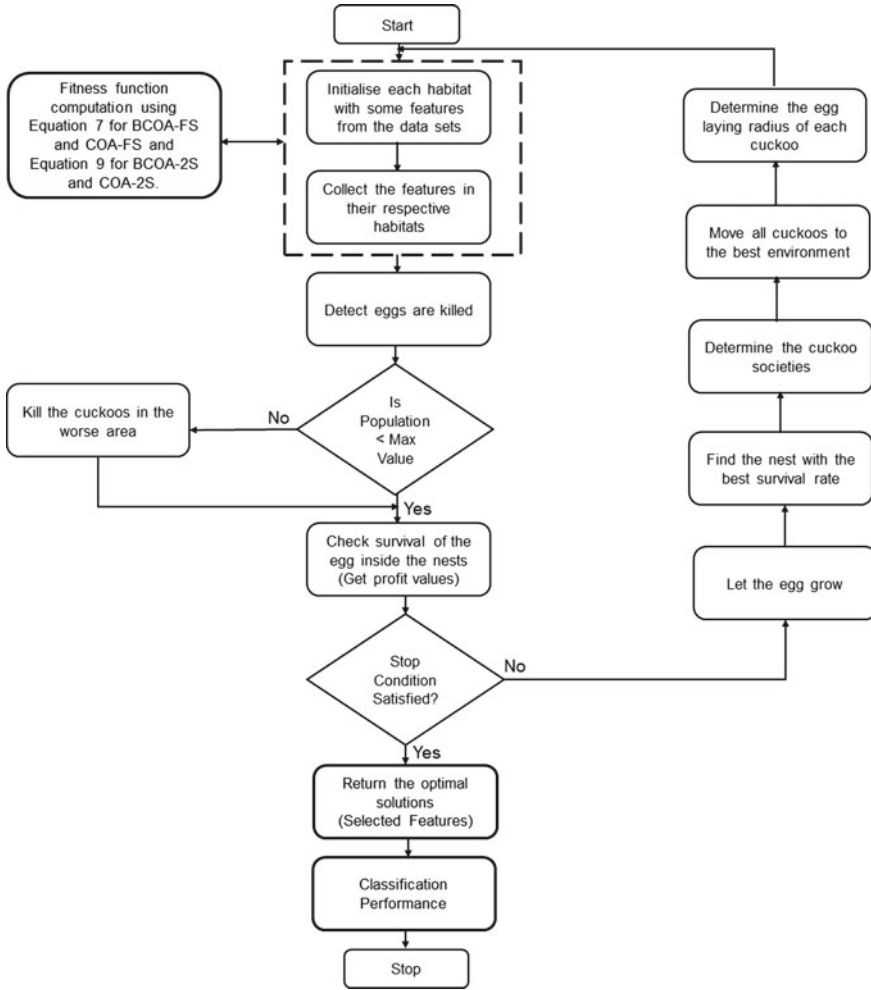 Start
Fitness function
computation using
Equation 7 for BCOA-FS
and COA-FS and
Equation 9 for BCOA-2S
and COA-2S.
Initialise each habitat
with some features
from the data sets
Collect the features in
their respective
habitats
Detect eggs are killed
Is
Population
< Max
Value
No
Kill the cuckoos in the
worse area
Yes
Check survival of the
egg inside the nests
(Get profit values)
Stop
Condition
Satisfied?
No
Let the egg grow
Find the nest with the
best survival rate
Determine the cuckoo
societies
Move all cuckoos to
the best environment
Determine the egg
laying radius of each
cuckoo
Yes
Return the optimal
solutions
(Selected Features)
Classification
Performance
Stop